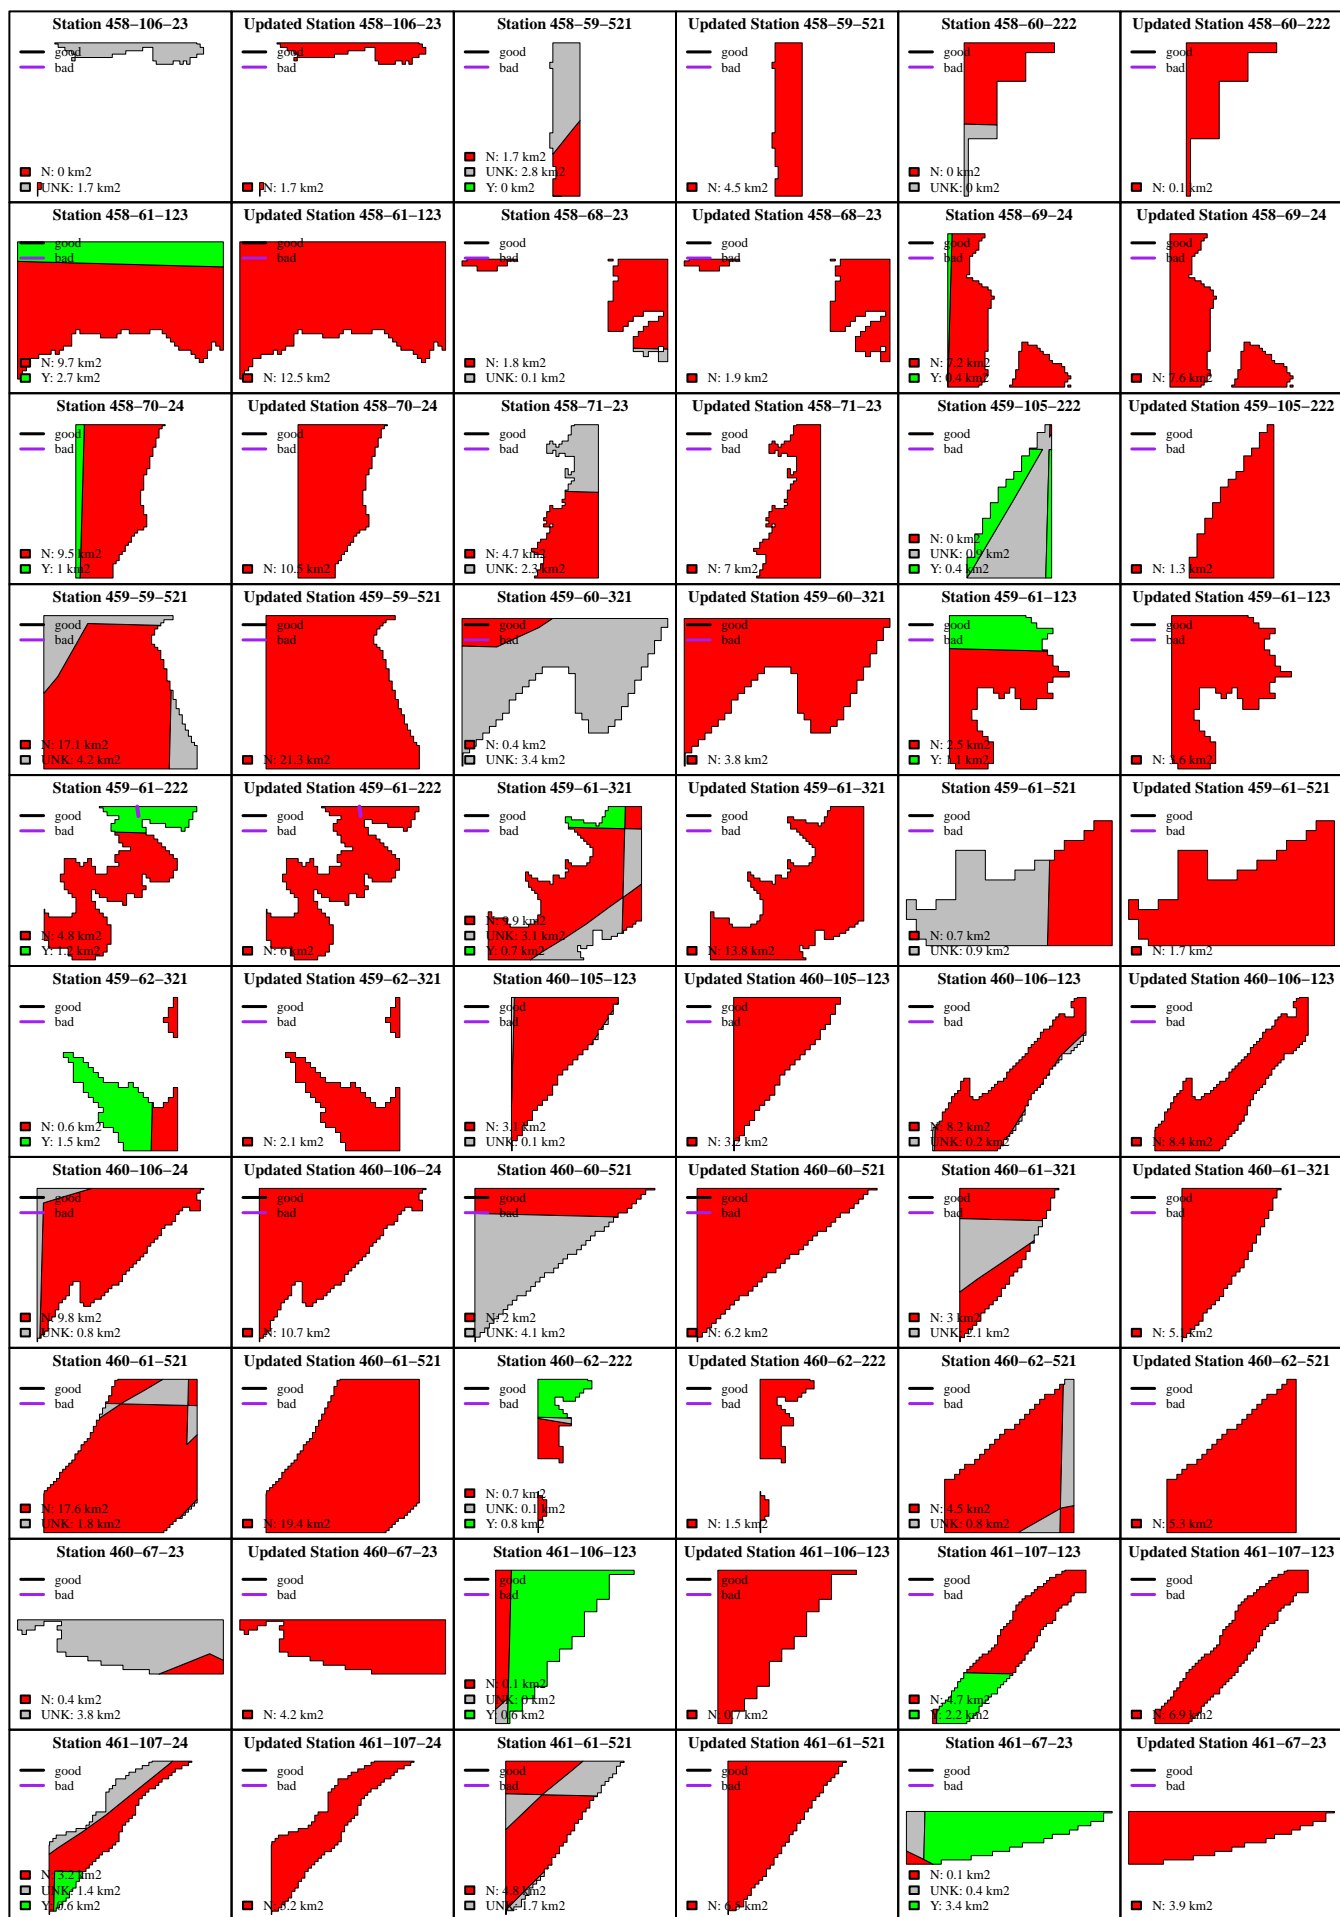 Station 458−106−23
good
bad
N: 0 km2
UNK: 1.7 km2
Updated Station 458−106−23
good
bad
N: 1.7 km2
Station 458−59−521
good
bad
N: 1.7 km2
UNK: 2.8 km2
Y: 0 km2
Updated Station 458−59−521
good
bad
N: 4.5 km2
Station 458−60−222
good
bad
N: 0 km2
UNK: 0 km2
Updated Station 458−60−222
good
bad
N: 0.1 km2
Station 458−61−123
good
bad
N: 9.7 km2
Y: 2.7 km2
Updated Station 458−61−123
good
bad
N: 12.5 km2
Station 458−68−23
good
bad
N: 1.8 km2
UNK: 0.1 km2
Updated Station 458−68−23
good
bad
N: 1.9 km2
Station 458−69−24
good
bad
N: 7.2 km2
Y: 0.4 km2
Updated Station 458−69−24
good
bad
N: 7.6 km2
Station 458−70−24
good
bad
N: 9.5 km2
Y: 1 km2
Updated Station 458−70−24
good
bad
N: 10.5 km2
Station 458−71−23
good
bad
N: 4.7 km2
UNK: 2.3 km2
Updated Station 458−71−23
good
bad
N: 7 km2
Station 459−105−222
good
bad
N: 0 km2
UNK: 0.9 km2
Y: 0.4 km2
Updated Station 459−105−222
good
bad
N: 1.3 km2
Station 459−59−521
good
bad
N: 17.1 km2
UNK: 4.2 km2
Updated Station 459−59−521
good
bad
N: 21.3 km2
Station 459−60−321
good
bad
N: 0.4 km2
UNK: 3.4 km2
Updated Station 459−60−321
good
bad
N: 3.8 km2
Station 459−61−123
good
bad
N: 2.5 km2
Y: 1.1 km2
Updated Station 459−61−123
good
bad
N: 3.6 km2
Station 459−61−222
good
bad
N: 4.8 km2
Y: 1.2 km2
Updated Station 459−61−222
good
bad
N: 6 km2
Station 459−61−321
good
bad
N: 9.9 km2
UNK: 3.1 km2
Y: 0.7 km2
Updated Station 459−61−321
good
bad
N: 13.8 km2
Station 459−61−521
good
bad
N: 0.7 km2
UNK: 0.9 km2
Updated Station 459−61−521
good
bad
N: 1.7 km2
Station 459−62−321
good
bad
N: 0.6 km2
Y: 1.5 km2
Updated Station 459−62−321
good
bad
N: 2.1 km2
Station 460−105−123
good
bad
N: 3.1 km2
UNK: 0.1 km2
Updated Station 460−105−123
good
bad
N: 3.2 km2
Station 460−106−123
good
bad
N: 8.2 km2
UNK: 0.2 km2
Updated Station 460−106−123
good
bad
N: 8.4 km2
Station 460−106−24
good
bad
N: 9.8 km2
UNK: 0.8 km2
Updated Station 460−106−24
good
bad
N: 10.7 km2
Station 460−60−521
good
bad
N: 2 km2
UNK: 4.1 km2
Updated Station 460−60−521
good
bad
N: 6.2 km2
Station 460−61−321
good
bad
N: 3 km2
UNK: 2.1 km2
Updated Station 460−61−321
good
bad
N: km2
Station 460−61−521
good
bad
N: 17.6 km2
UNK: 1.8 km2
Updated Station 460−61−521
good
bad
N: 19.4 km2
Station 460−62−222
good
bad
N: 0.7 km2
UNK: 0.1 km2
Y: 0.8 km2
Updated Station 460−62−222
good
bad
N: 1.5 km2
Station 460−62−521
good
bad
N: 4.5 km2
UNK: 0.8 km2
Updated Station 460−62−521
good
bad
N: 5.3 km2
Station 460−67−23
good
bad
N: 0.4 km2
UNK: 3.8 km2
Updated Station 460−67−23
good
bad
N: 4.2 km2
Station 461−106−123
good
bad
N: 0.1 km2
UNK: 0 km2
Y: 0.6 km2
Updated Station 461−106−123
good
bad
N: 0.7 km2
Station 461−107−123
good
bad
N: 4.7 km2
Y: 2.2 km2
Updated Station 461−107−123
good
bad
N: 6.9 km2
Station 461−107−24
good
bad
N: 3.2 km2
UNK: 1.4 km2
Y: 0.6 km2
Updated Station 461−107−24
good
bad
N: 5.2 km2
Station 461−61−521
good
bad
N: 4.8 km2
UNK: 1.7 km2
Updated Station 461−61−521
good
bad
N: 6.5 km2
Station 461−67−23
good
bad
N: 0.1 km2
UNK: 0.4 km2
Y: 3.4 km2
Updated Station 461−67−23
good
bad
N: 3.9 km2